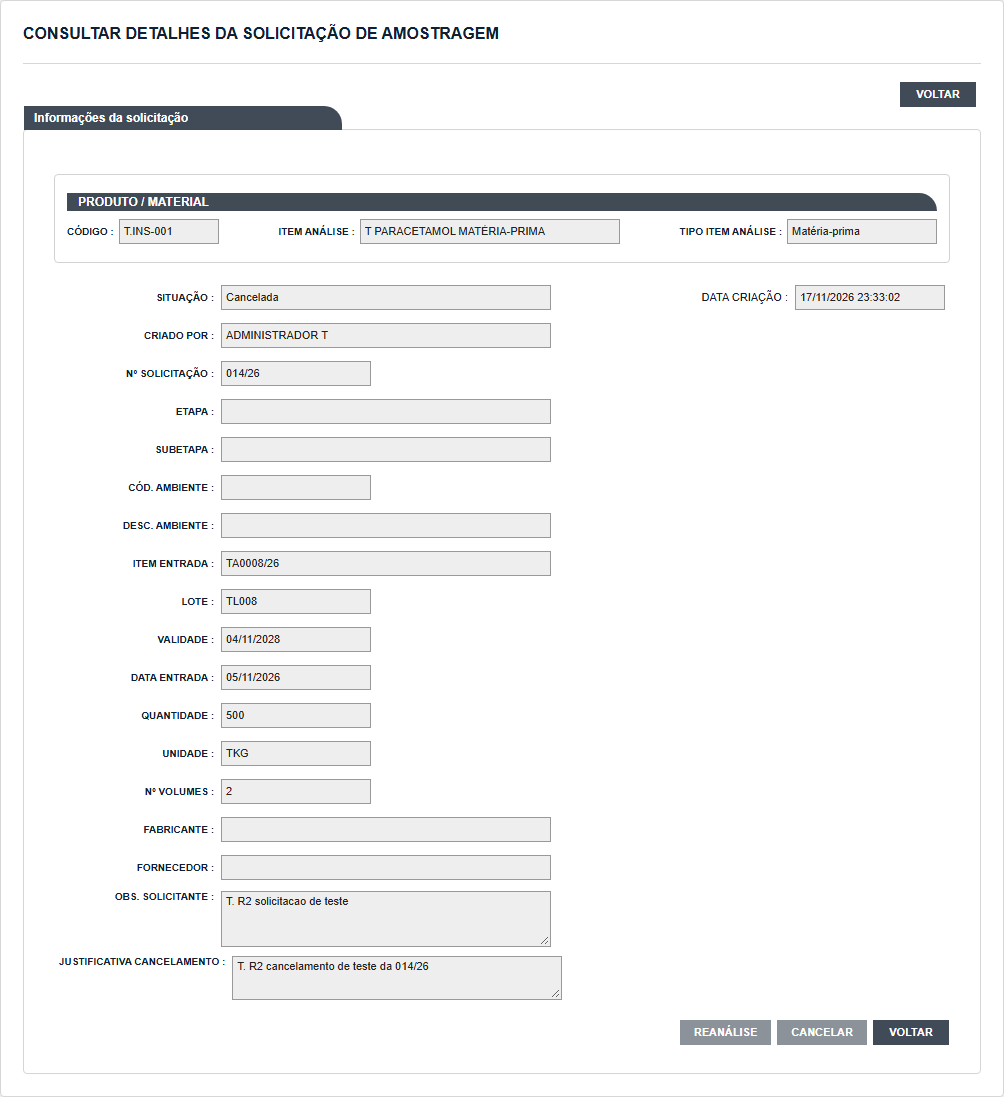 CONSULTAR DETALHES DA SOLICITAÇÃO DE AMOSTRAGEM
VOLTAR
Informações da solicitação
PRODUTO / MATERIAL
CÓDIGO : T.INS-001 ITEM ANÁLISE : T PARACETAMOL MATÉRIA-PRIMA TIPO ITEM ANÁLISE : Matéria-prima
SITUAÇÃO : Cancelada DATA CRIAÇÃO : 17/11/2026 23:33:02
CRIADO POR : ADMINISTRADOR T
Nº SOLICITAÇÃO : 014/26
ETAPA :
SUBETAPA :
CÓD. AMBIENTE :
DESC. AMBIENTE :
ITEM ENTRADA : TA0008/26
LOTE : TL008
VALIDADE : 04/11/2028
DATA ENTRADA : 05/11/2026
QUANTIDADE : 500
UNIDADE : TKG
Nº VOLUMES : 2
FABRICANTE :
FORNECEDOR :
OBS. SOLICITANTE : T. R2 solicitacao de teste
JUSTIFICATIVA CANCELAMENTO : T. R2 cancelamento de teste da 014/26
REANÁLISE CANCELAR VOLTAR